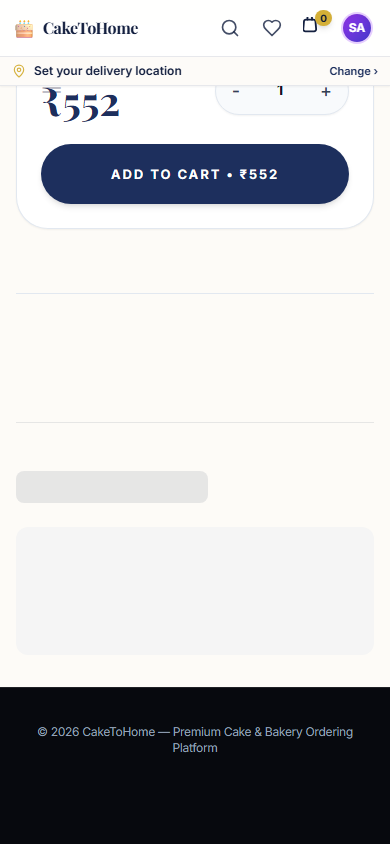 CakeToHome
0
SA
Set your delivery location
Change ›
₹552
- 1 +
ADD TO CART • ₹552
© 2026 CakeToHome — Premium Cake & Bakery Ordering
Platform